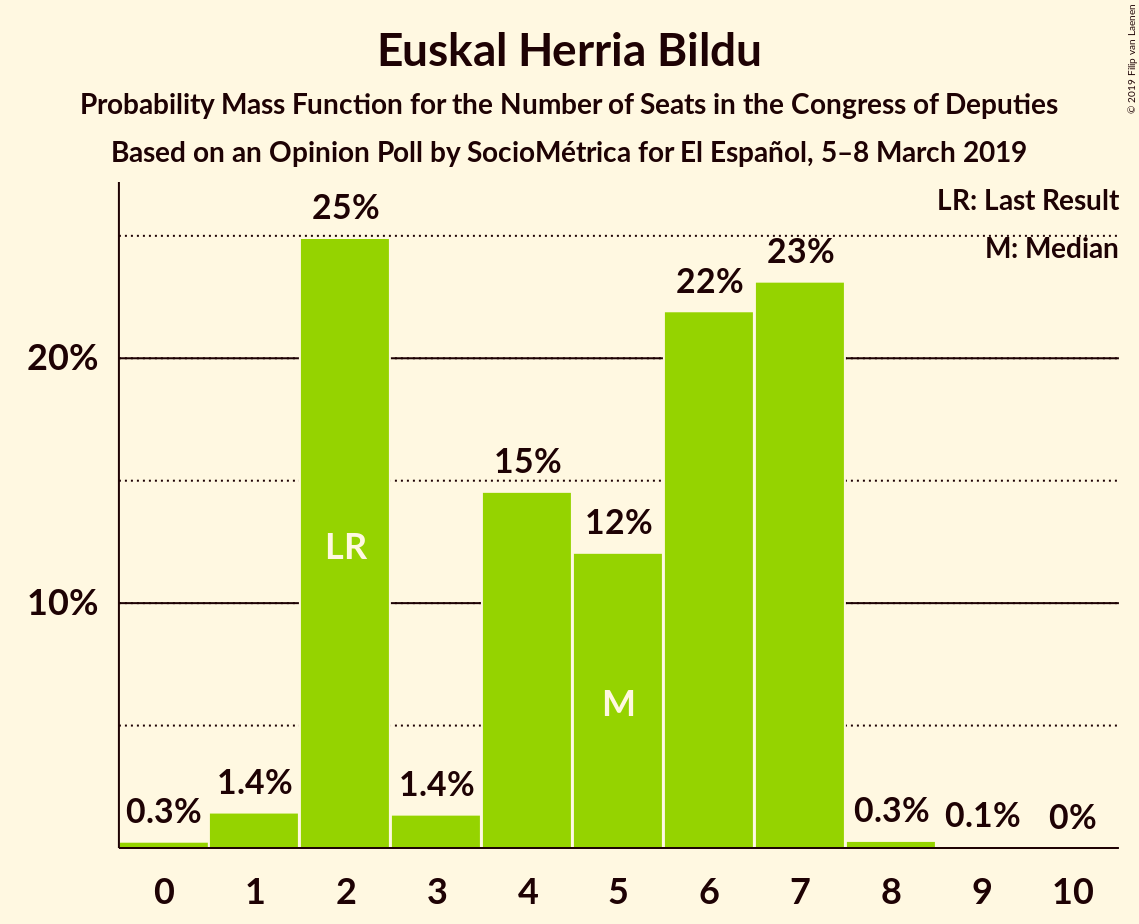 Euskal Herria Bildu
Probability Mass Function for the Number of Seats in the Congress of Deputies
Based on an Opinion Poll by SocioMétrica for El Español, 5–8 March 2019
© 2019 Filip van Laenen
LR: Last Result
M: Median
25%
23%
22%
20%
15%
12%
LR
10%
M
1.4%
1.4%
0.3%
0.3%
0.1%
0%
0 1 2 3 4 5 6 7 8 9 10